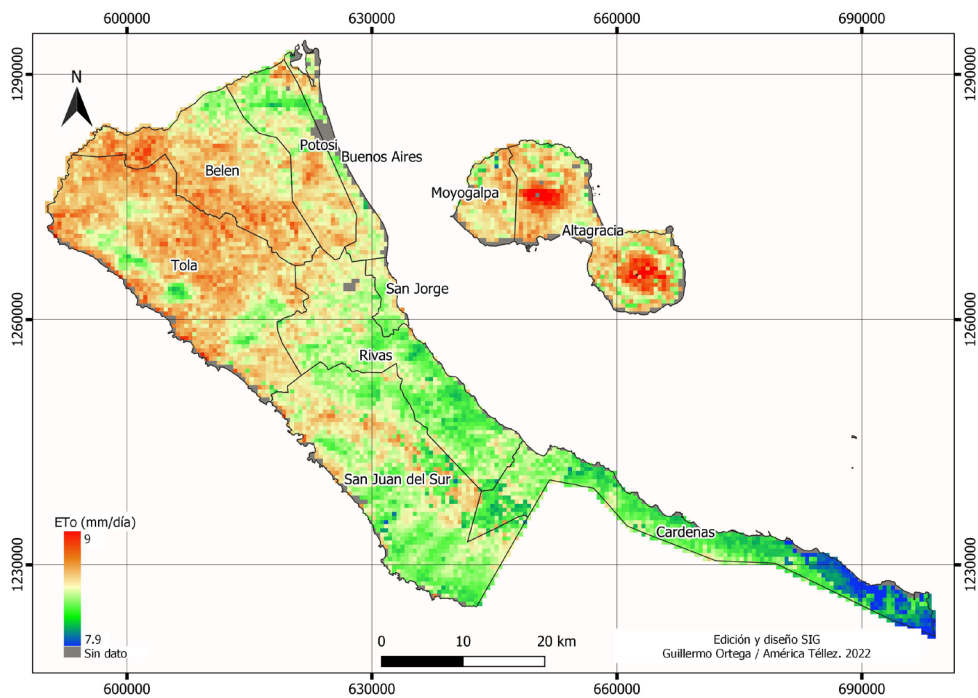 600000 630000 660000 690000
1290000 1290000
N
Potosi
Buenos Aires
Belen
Moyogalpa
Altagracia
Tola
San Jorge
1260000 1260000
Rivas
San Juan del Sur
ETo (mm/día)
9
Cardenas
1230000 1230000
7.9
Sin dato
0 10 20 km
Edición y diseño SIG
Guillermo Ortega / América Téllez. 2022
600000 630000 660000 690000